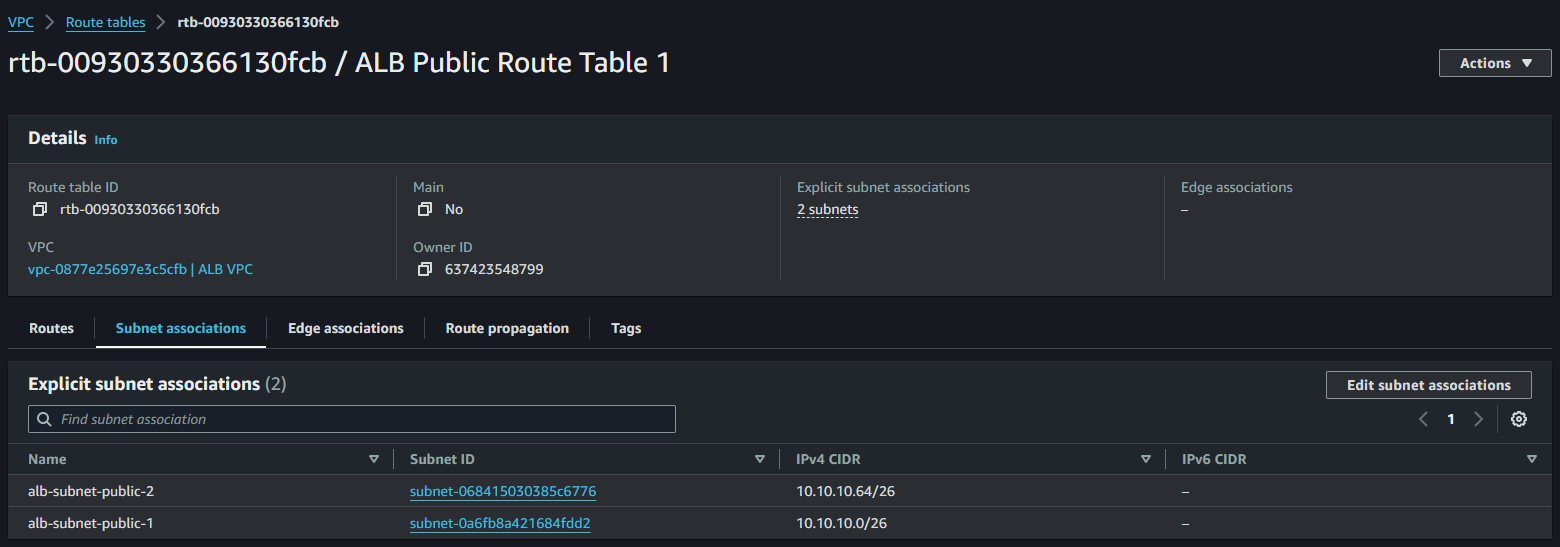 VPC > Route tables > rtb-00930330366130fcb
rtb-00930330366130fcb / ALB Public Route Table 1
Actions
Details Info
Route table ID Main Explicit subnet associations Edge associations
rtb-00930330366130fcb No 2 subnets –
VPC Owner ID
vpc-0877e25697e3c5cfb | ALB VPC 637423548799
Routes Subnet associations Edge associations Route propagation Tags
Explicit subnet associations (2) Edit subnet associations
Find subnet association 1
Name Subnet ID IPv4 CIDR IPv6 CIDR
alb-subnet-public-2 subnet-068415030385c6776 10.10.10.64/26 –
alb-subnet-public-1 subnet-0a6fb8a421684fdd2 10.10.10.0/26 –